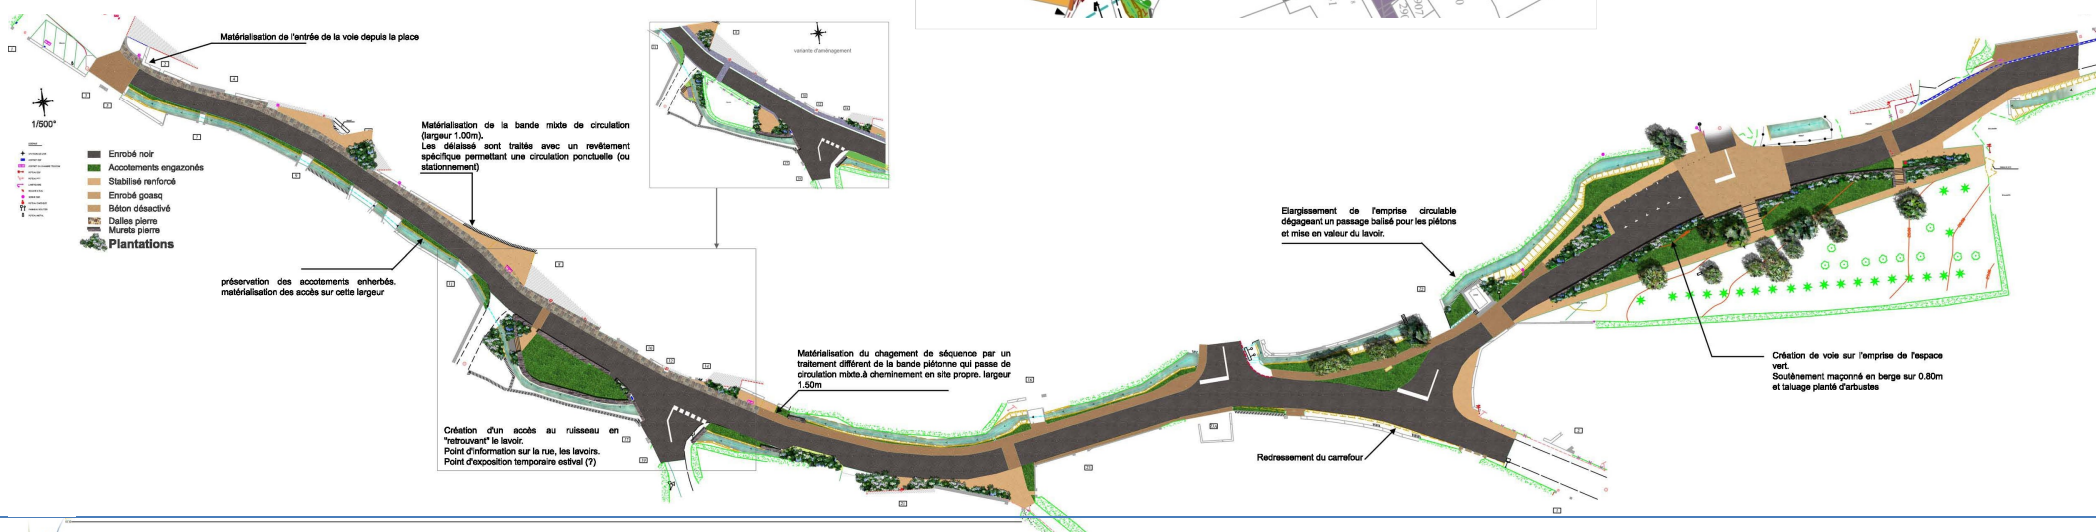 Matérialisation de l'entrée de la voie depuis la place
variante d'aménagement
1/500°
Enrobé noir
Accotements engazonés
Stabilisé renforcé
Enrobé goasq
Béton désactivé
Dalles pierre
Murets pierre
Plantations
Matérialisation de la bande mixte de circulation
(largeur 1.00m).
Les délaissé sont traités avec un revêtement
spécifique permettant une circulation ponctuelle (ou
stationnement)
préservation des accotements enherbés.
matérialisation des accès sur cette largeur
Elargissement de l'emprise circulable
dégageant un passage balisé pour les piétons
et mise en valeur du lavoir.
Matérialisation du chagement de séquence par un
traitement différent de la bande piétonne qui passe de
circulation mixte.à cheminement en site propre. largeur
1.50m
Création de voie sur l'emprise de l'espace
vert.
Soutènement maçonné en berge sur 0.80m
et taluage planté d'arbustes
Création d'un accès au ruisseau en
"retrouvant" le lavoir.
Point d'information sur la rue, les lavoirs.
Point d'exposition temporaire estival (?)
Redressement du carrefour